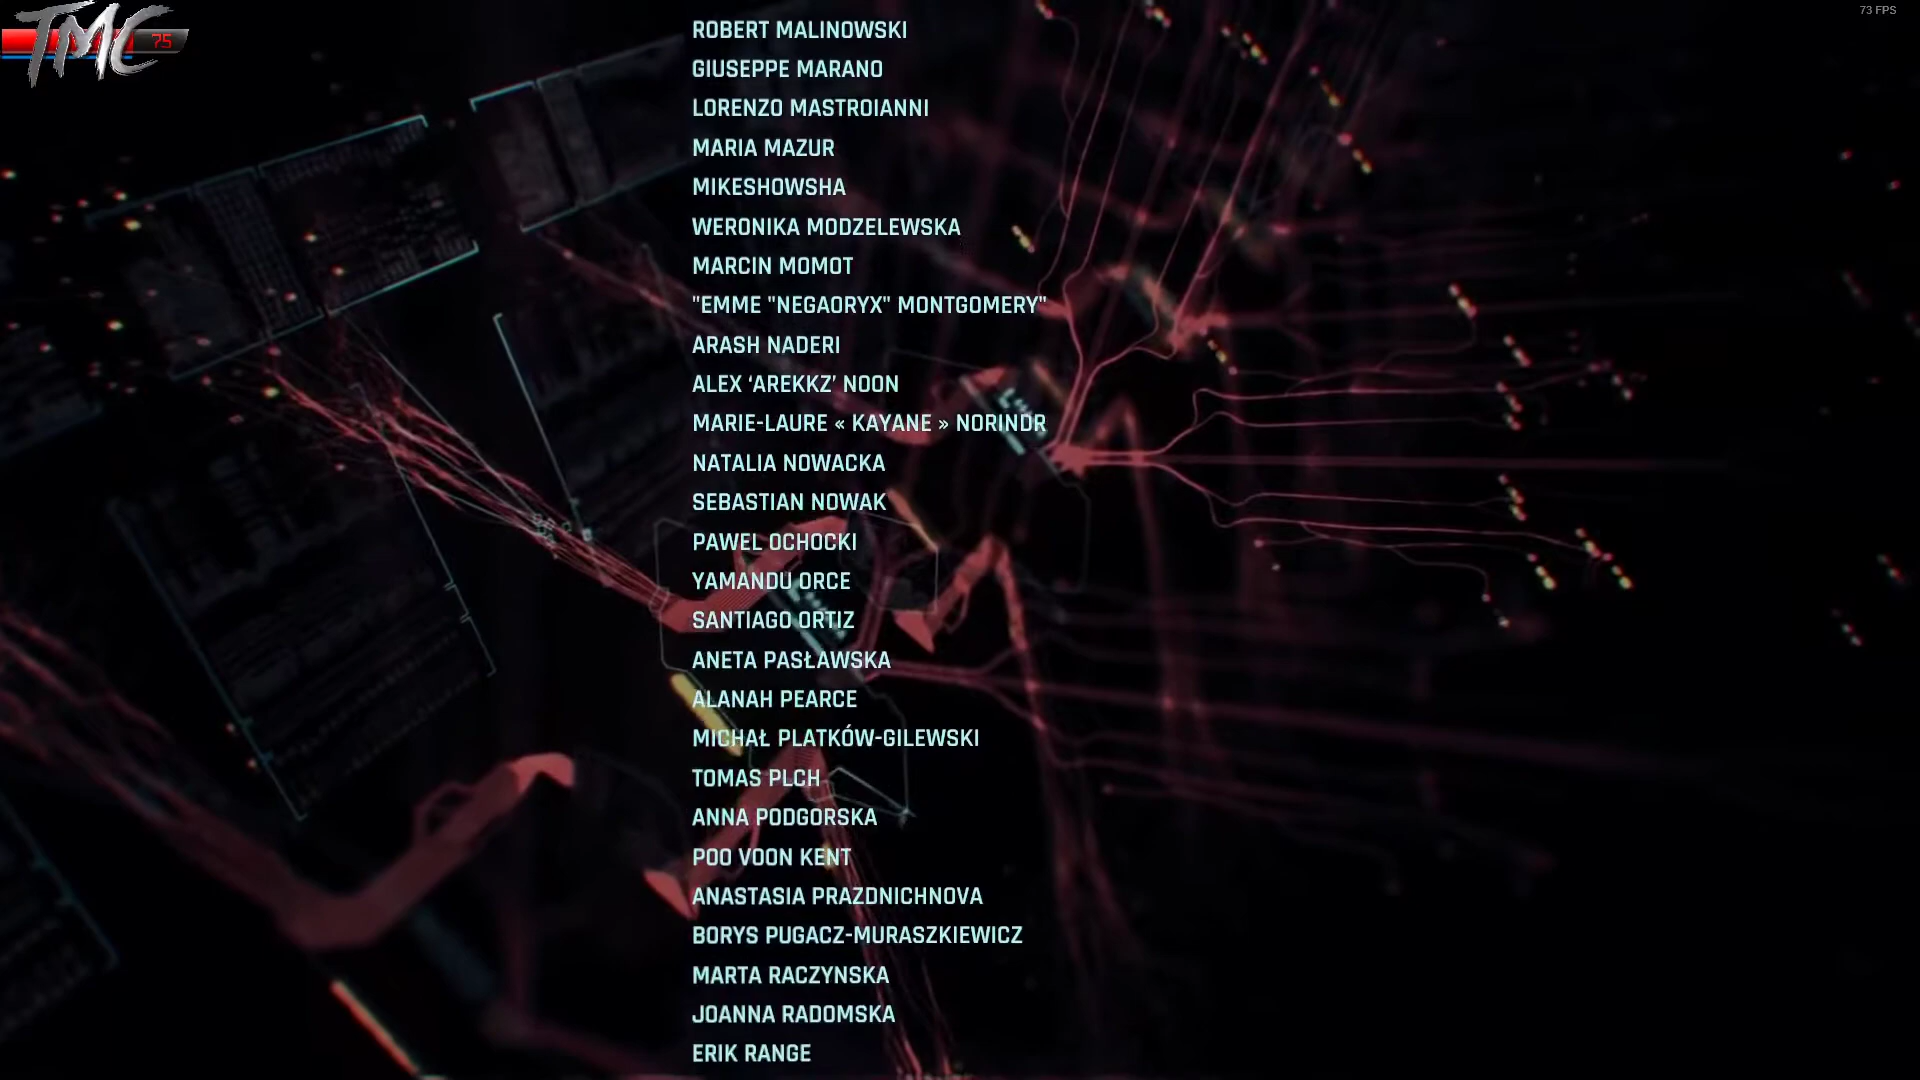 TMC
75
73 FPS
ROBERT MALINOWSKI
GIUSEPPE MARANO
LORENZO MASTROIANNI
MARIA MAZUR
MIKESHOWSHA
WERONIKA MODZELEWSKA
MARCIN MOMOT
"EMME "NEGAORYX" MONTGOMERY"
ARASH NADERI
ALEX ‘AREKKZ’ NOON
MARIE-LAURE « KAYANE » NORINDR
NATALIA NOWACKA
SEBASTIAN NOWAK
PAWEL OCHOCKI
YAMANDU ORCE
SANTIAGO ORTIZ
ANETA PASŁAWSKA
ALANAH PEARCE
MICHAŁ PLATKÓW-GILEWSKI
TOMAS PLCH
ANNA PODGORSKA
POO VOON KENT
ANASTASIA PRAZDNICHNOVA
BORYS PUGACZ-MURASZKIEWICZ
MARTA RACZYNSKA
JOANNA RADOMSKA
ERIK RANGE